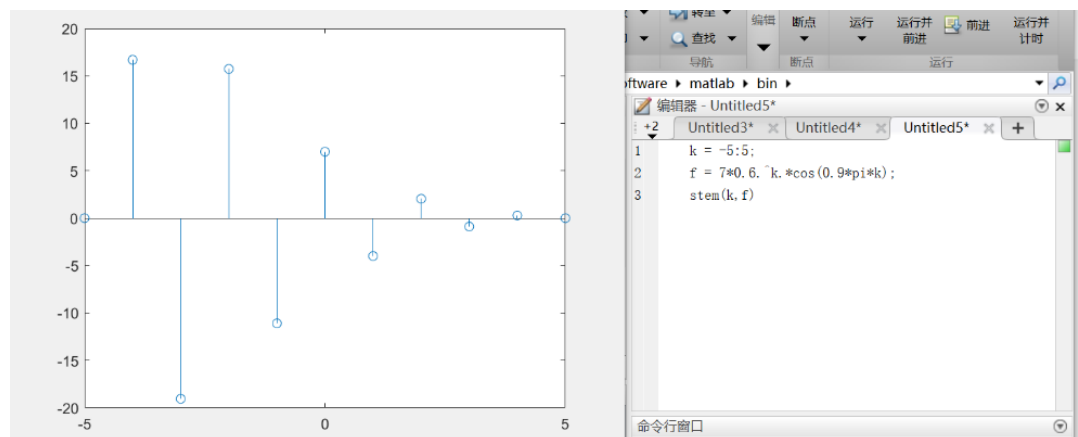 20
15
10
5
0
-5
-10
-15
-20
-5
0
5
转至
查找
导航
编辑
断点
断点
运行
运行并
前进
前进
运行并
计时
运行
matlab bin
编辑器 - Untitled5*
+2 Untitled3* Untitled4* Untitled5*
1 k = -5:5;
2 f = 7*0.6.^k.*cos(0.9*pi*k);
3 stem(k,f)
命令行窗口